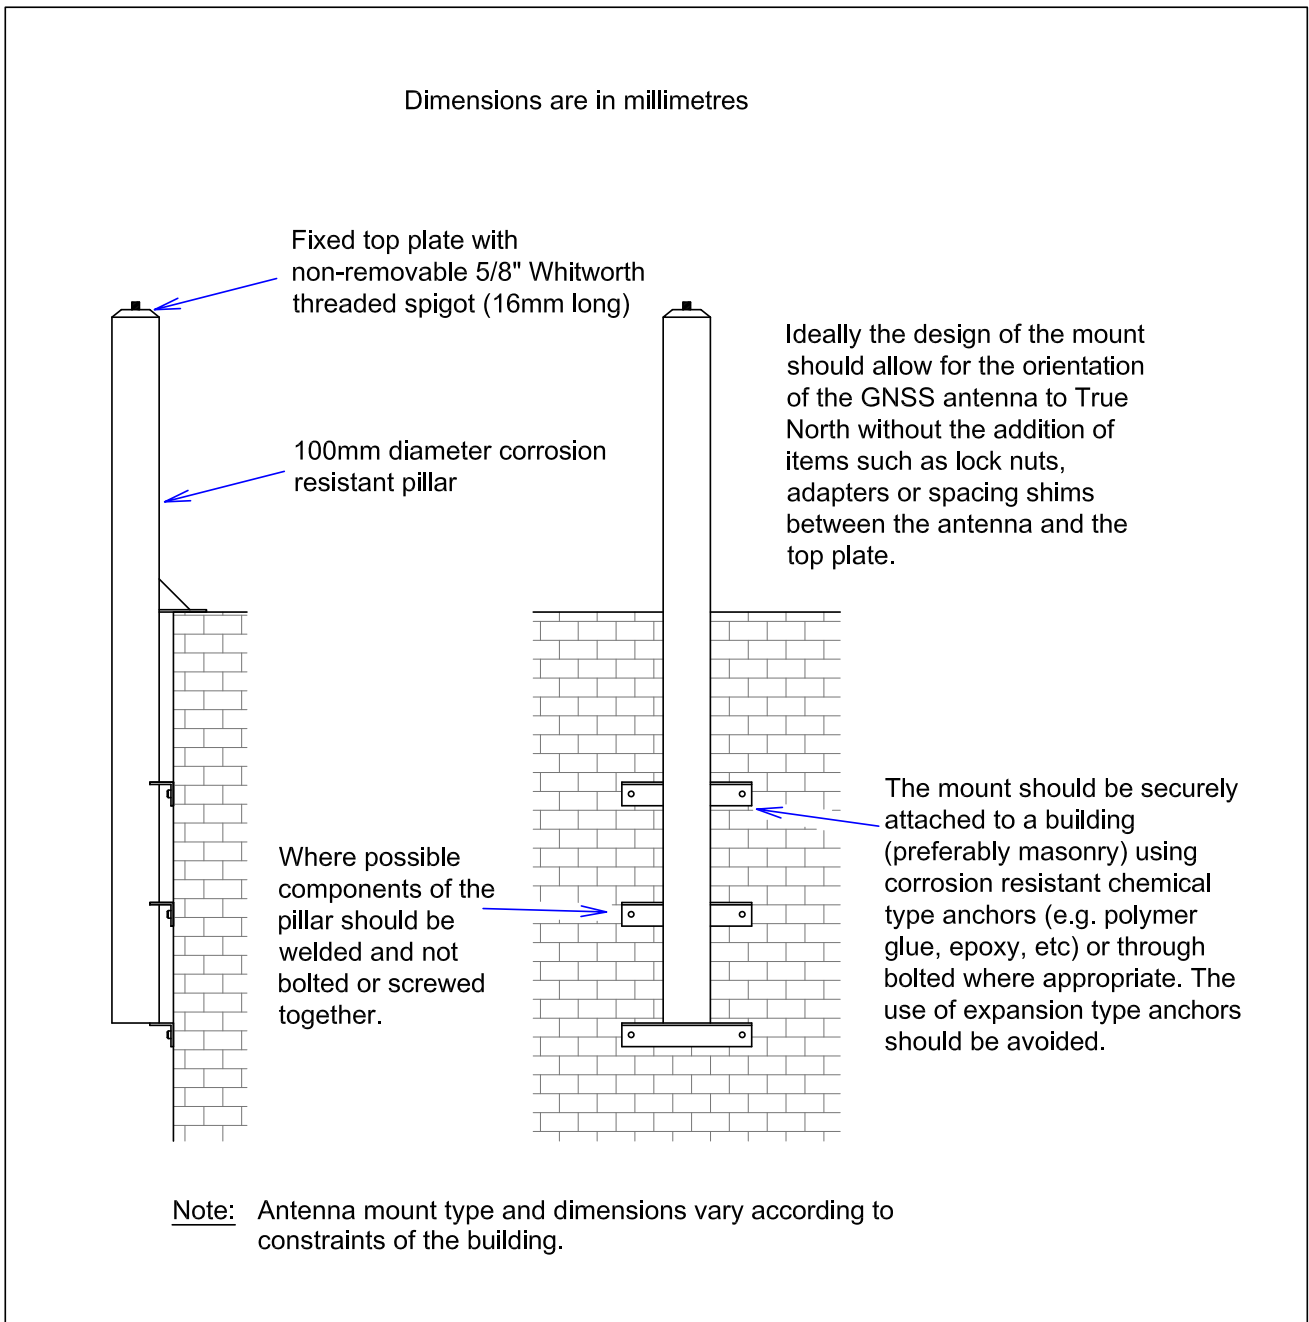 Dimensions are in millimetres
Fixed top plate with
non-removable 5/8" Whitworth
threaded spigot (16mm long)
Ideally the design of the mount
should allow for the orientation
of the GNSS antenna to True
North without the addition of
items such as lock nuts,
adapters or spacing shims
between the antenna and the
top plate.
100mm diameter corrosion
resistant pillar
The mount should be securely
attached to a building
(preferably masonry) using
corrosion resistant chemical
type anchors (e.g. polymer
glue, epoxy, etc) or through
bolted where appropriate. The
use of expansion type anchors
should be avoided.
Where possible
components of the
pillar should be
welded and not
bolted or screwed
together.
Note: Antenna mount type and dimensions vary according to
constraints of the building.